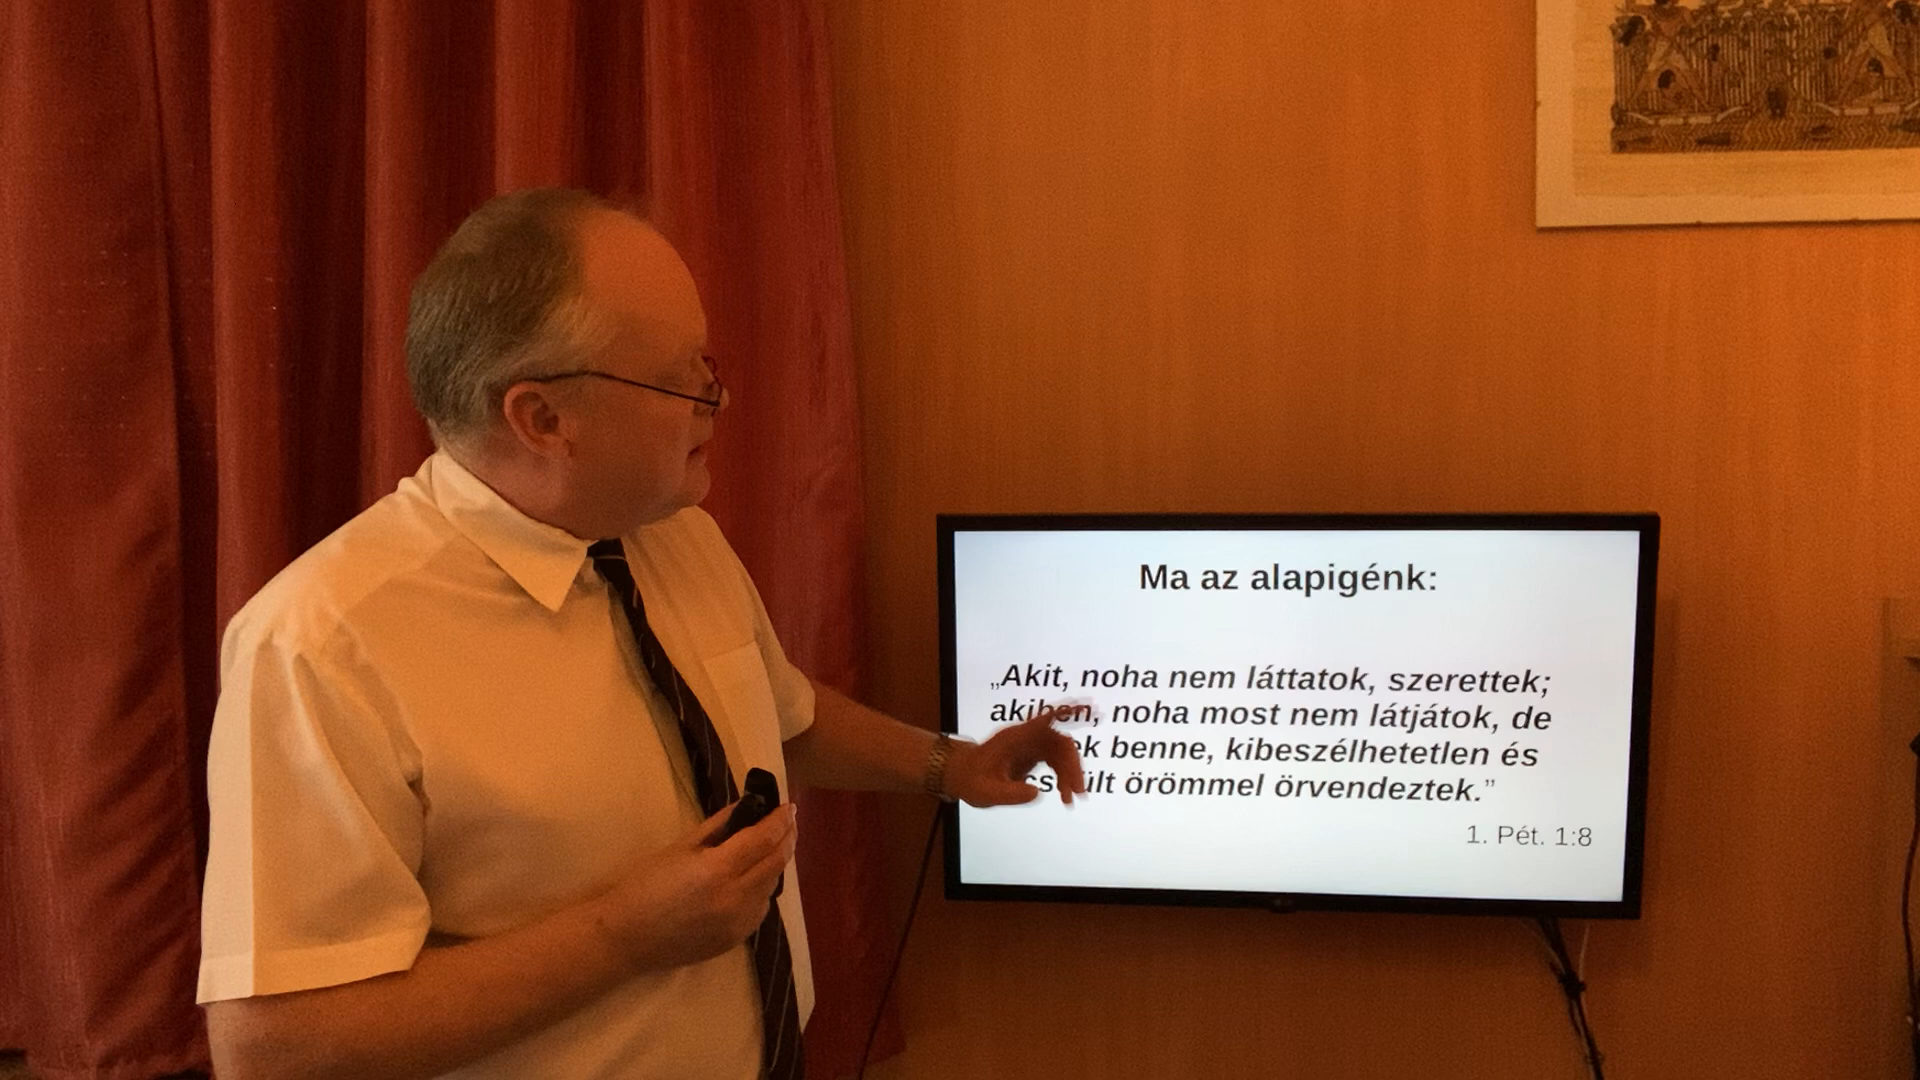 Ma az alapigénk:
„Akit, noha nem láttatok, szerettek;
akiben, noha most nem látjátok, de
benne, kibeszélhetetlen és
örömmel örvendeztek.”
1. Pét. 1:8